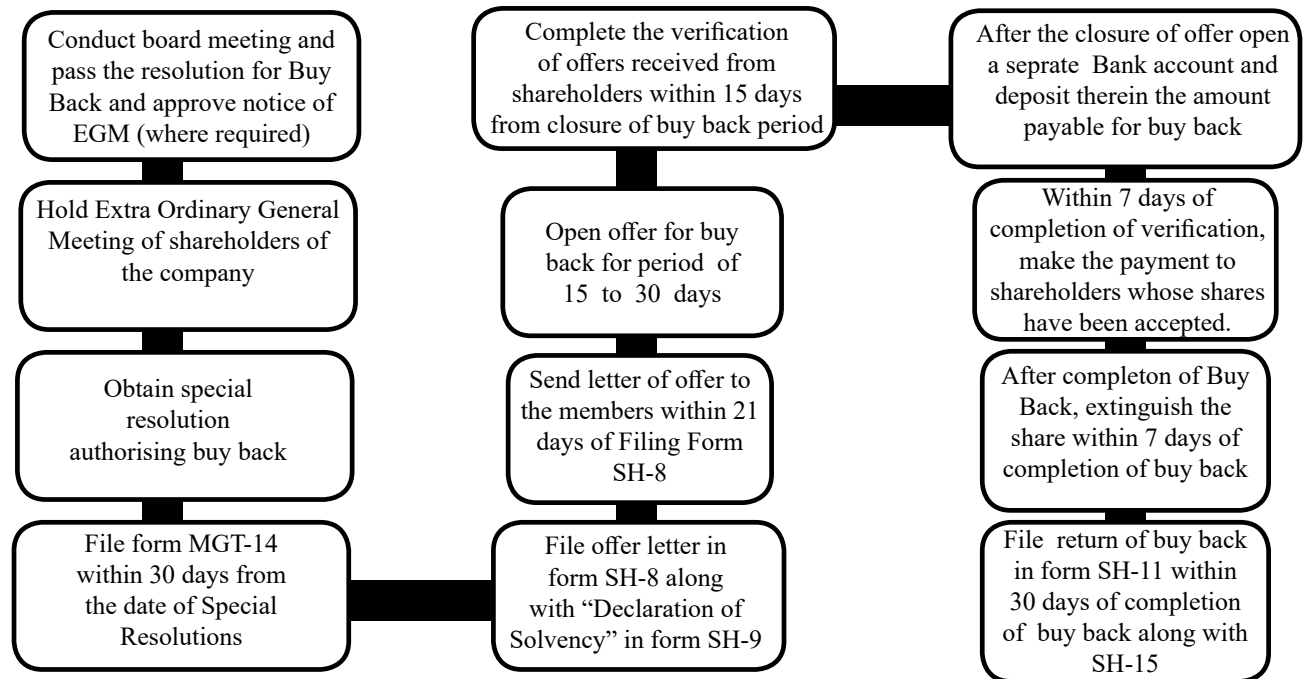 Conduct board meeting and
pass the resolution for Buy
Back and approve notice of
EGM (where required)
Hold Extra Ordinary General
Meeting of shareholders of
the company
Obtain special
resolution
authorising buy back
File form MGT-14
within 30 days from
the date of Special
Resolutions
File offer letter in
form SH-8 along
with “Declaration of
Solvency” in form SH-9
Send letter of offer to
the members within 21
days of Filing Form
SH-8
Open offer for buy
back for period of
15 to 30 days
Complete the verification
of offers received from
shareholders within 15 days
from closure of buy back period
After the closure of offer open
a seprate Bank account and
deposit therein the amount
payable for buy back
Within 7 days of
completion of verification,
make the payment to
shareholders whose shares
have been accepted.
After completon of Buy
Back, extinguish the
share within 7 days of
completion of buy back
File return of buy back
in form SH-11 within
30 days of completion
of buy back along with
SH-15